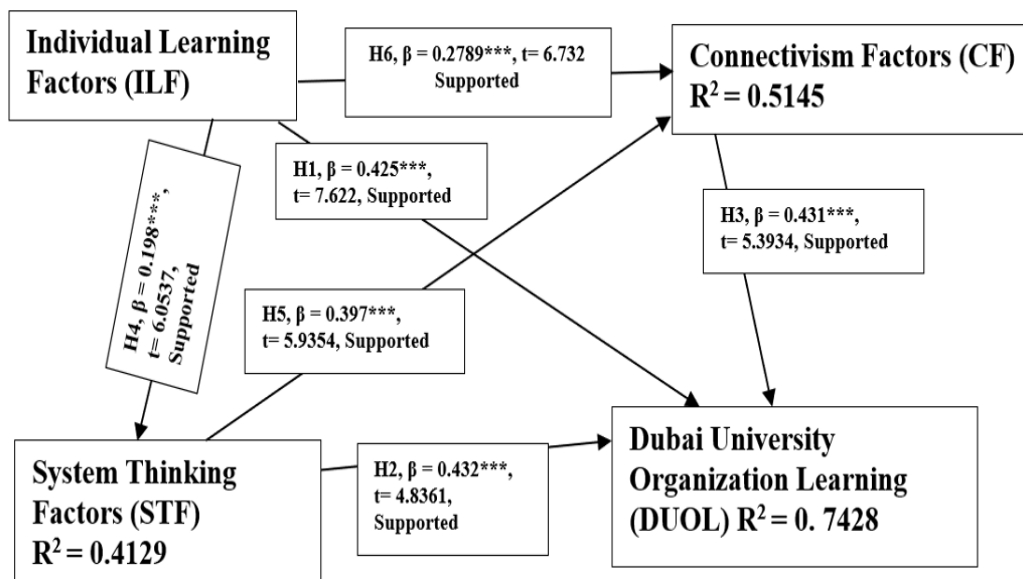 Individual Learning
Factors (ILF)
H6, β = 0.2789***, t= 6.732
Supported
Connectivism Factors (CF)
R² = 0.5145
H1, β = 0.425***,
t= 7.622, Supported
H4, β = 0.198***,
t= 6.0537,
Supported
H3, β = 0.431***,
t= 5.3934, Supported
H5, β = 0.397***,
t= 5.9354, Supported
System Thinking
Factors (STF)
R² = 0.4129
H2, β = 0.432***,
t= 4.8361,
Supported
Dubai University
Organization Learning
(DUOL) R² = 0. 7428